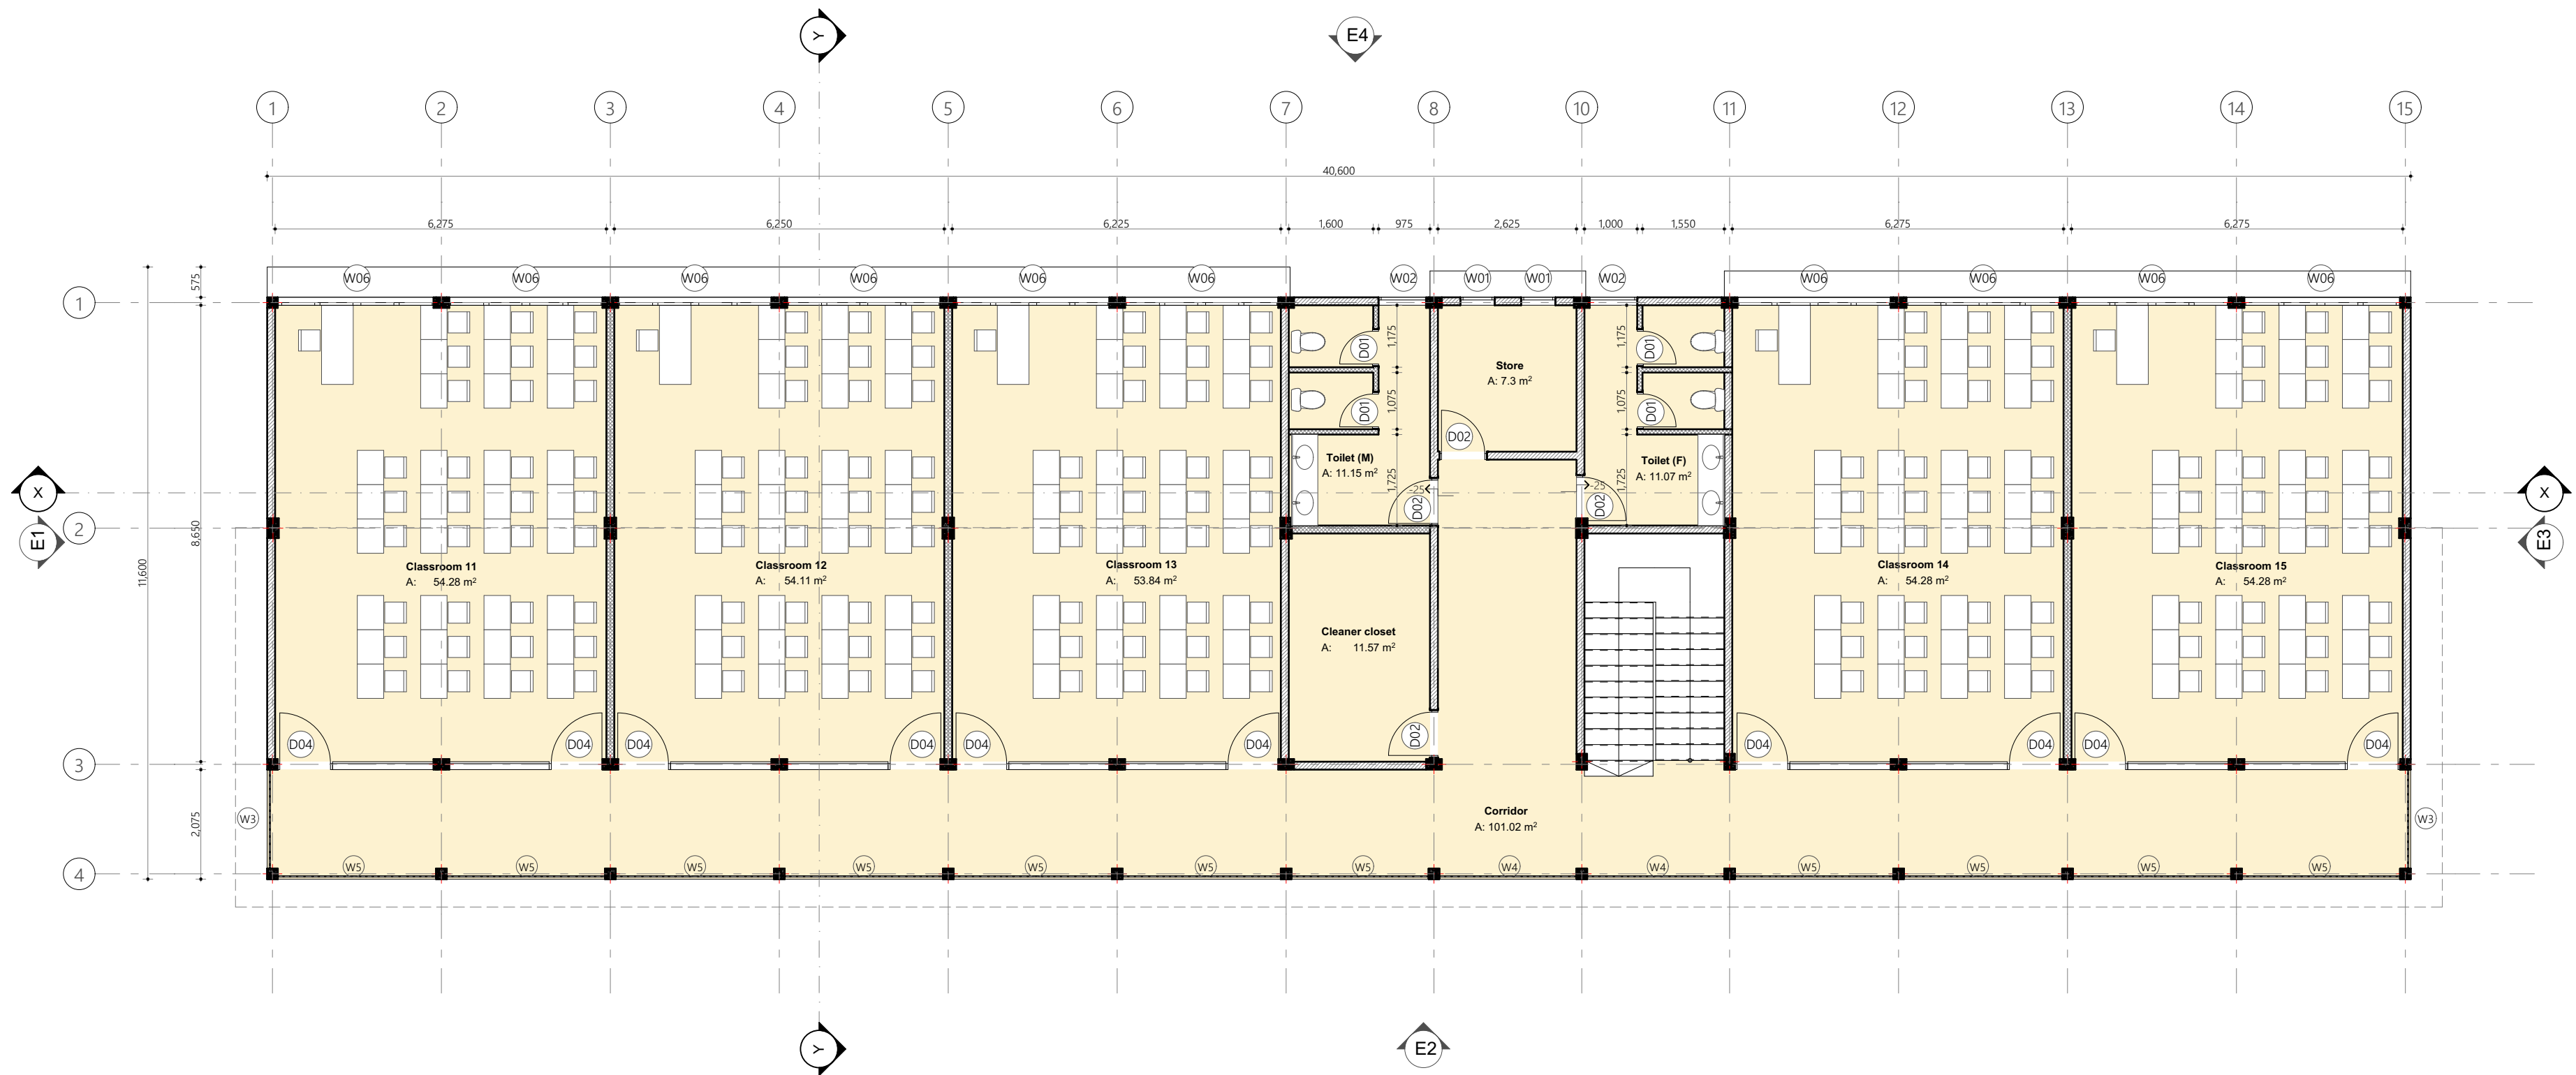 Y
E4
1 2 3 4 5 6 7 8 10 11 12 13 14 15
40,600
6,275 6,250 6,225 1,600 975 2,625 1,000 1,550 6,275 6,275
575
W06 W06 W06 W06 W06 W06 W02 W01 W01 W02 W06 W06 W06 W06
1
1,175 1,175
D01 D01
Store
A: 7.3 m²
1,075 1,075
D01 D01
D02
Toilet (M)
A: 11.15 m²
Toilet (F)
A: 11.07 m²
1,725 1,725
-25 -25
D02 D02
X X
2
E1 E3
8,650
11,600
Classroom 11
A: 54.28 m²
Classroom 12
A: 54.11 m²
Classroom 13
A: 53.84 m²
Classroom 14
A: 54.28 m²
Classroom 15
A: 54.28 m²
Cleaner closet
A: 11.57 m²
D04 D04 D04 D04 D04 D04 D02 D04 D04 D04 D04
3
2,075
W3 W3
Corridor
A: 101.02 m²
4
W5 W5 W5 W5 W5 W5 W5 W4 W4 W5 W5 W5 W5
Y
E2